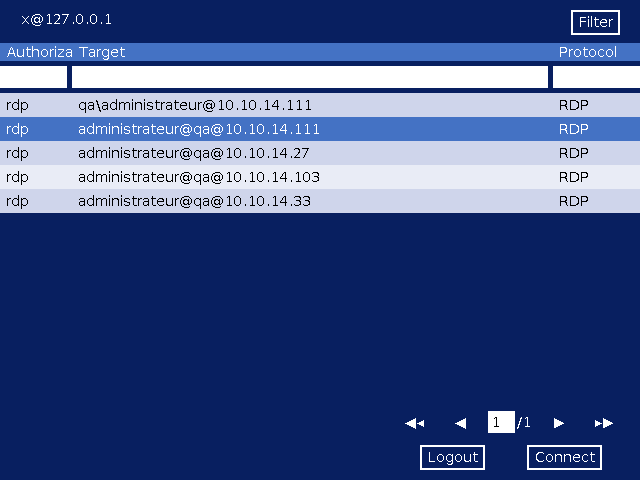 x@127.0.0.1
Filter
Authoriza Target Protocol
rdp qa\administrateur@10.10.14.111 RDP
rdp administrateur@qa@10.10.14.111 RDP
rdp administrateur@qa@10.10.14.27 RDP
rdp administrateur@qa@10.10.14.103 RDP
rdp administrateur@qa@10.10.14.33 RDP
1 /1
Logout Connect